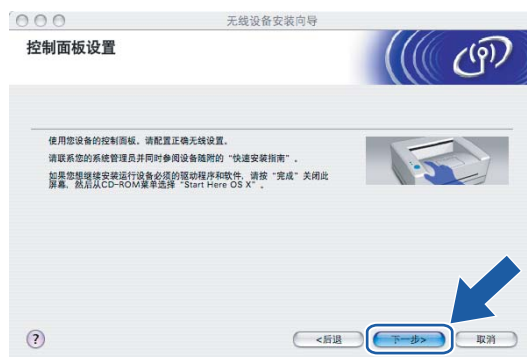 无线设备安装向导
控制面板设置
使用您设备的控制面板，请配置正确无线设置。
请联系您的系统管理员并同时参阅设备随附的“快速安装指南”。
如果您想继续安装运行设备必须的驱动程序和软件，请按“完成”关闭此
屏幕，然后从CD-ROM菜单选择“Start Here OS X”。
?
<后退
下一步>
取消